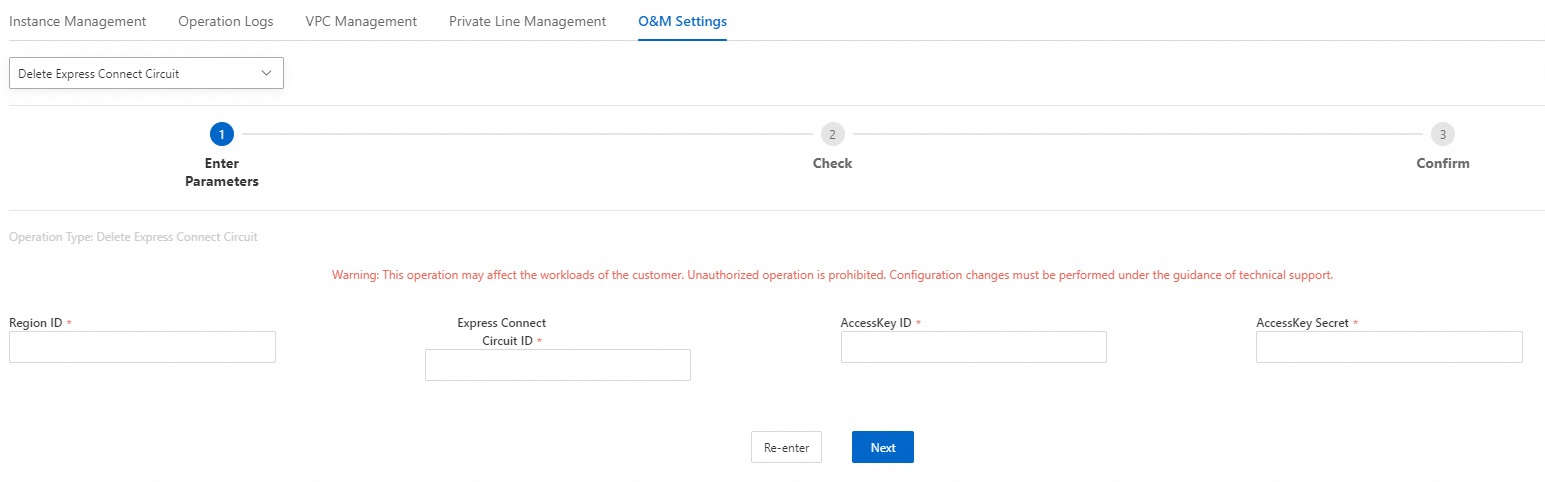 Instance Management Operation Logs VPC Management Private Line Management O&M Settings
Delete Express Connect Circuit
1 2 3
Enter
Parameters
Check
Confirm
Operation Type: Delete Express Connect Circuit
Warning: This operation may affect the workloads of the customer. Unauthorized operation is prohibited. Configuration changes must be performed under the guidance of technical support.
Region ID *
Express Connect
Circuit ID *
AccessKey ID *
AccessKey Secret *
Re-enter Next